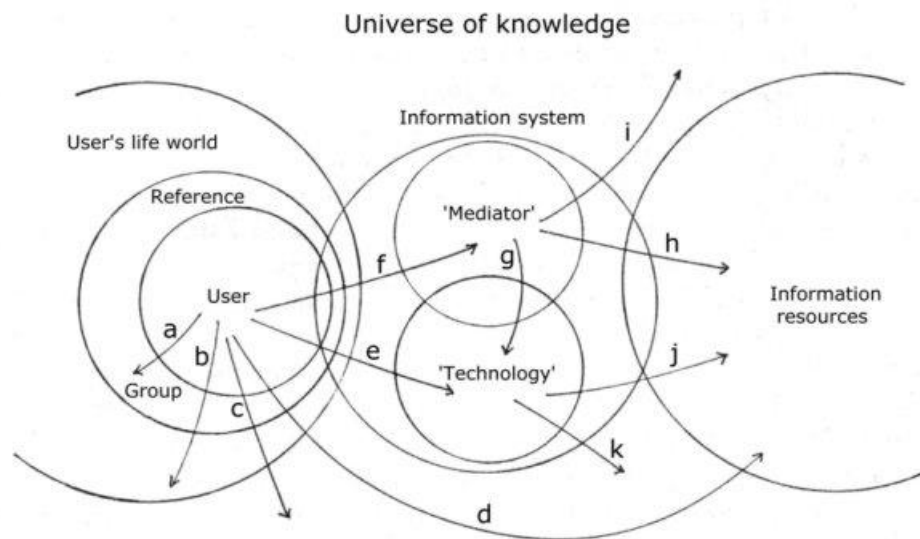 Universe of knowledge
Information system
i
User's life world
Reference
'Mediator'
f
g
h
User
Information
resources
a
b
e
j
'Technology'
Group
c
k
d